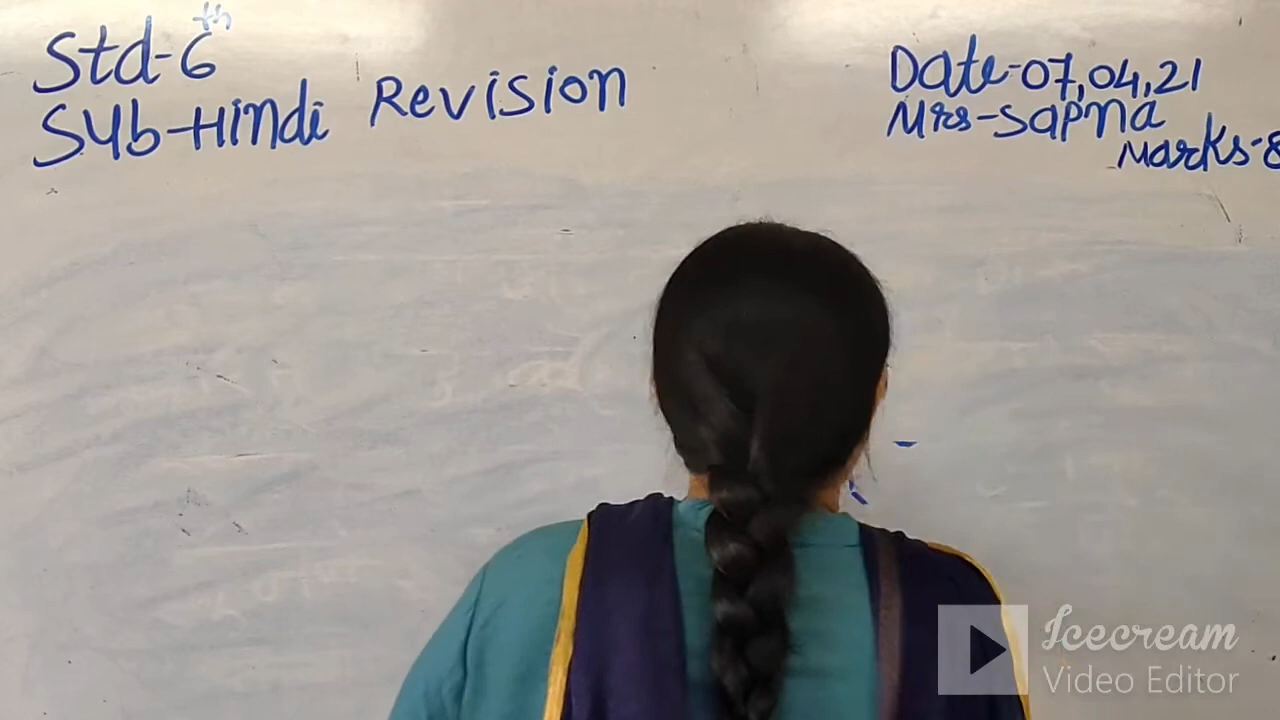 Std-6th
Sub-Hindi Revision
Date-07,04,21
Mrs-Sapna
Marks-8
Icecream
Video Editor